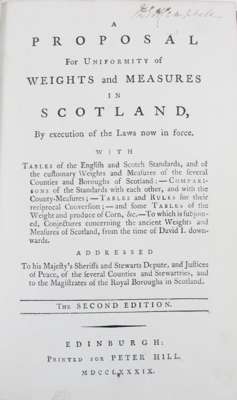 A
PROPOSAL
For UNIFORMITY of
WEIGHTS and MEASURES
IN
SCOTLAND,
By execution of the Laws now in force.
WITH
TABLES of the English and Scotch Standards, and of
the customary Weights and Measures of the several
Counties and Boroughs of Scotland:—COMPARI-
SONS of the Standards with each other, and with the
County-Measures;—TABLES and RULES for their
reciprocal Conversion;—and some TABLES of the
Weight and produce of Corn, &c.—To which is subjoin-
ed, Conjectures concerning the ancient Weights and
Measures of Scotland, from the time of David I. down-
wards.
ADDRESSED
To his Majesty's Sheriffs and Stewarts Depute, and Justices
of Peace, of the several Counties and Stewartries, and
to the Magistrates of the Royal Boroughs in Scotland.
THE SECOND EDITION.
EDINBURGH:
PRINTED FOR PETER HILL.
MDCCLXXXIX.